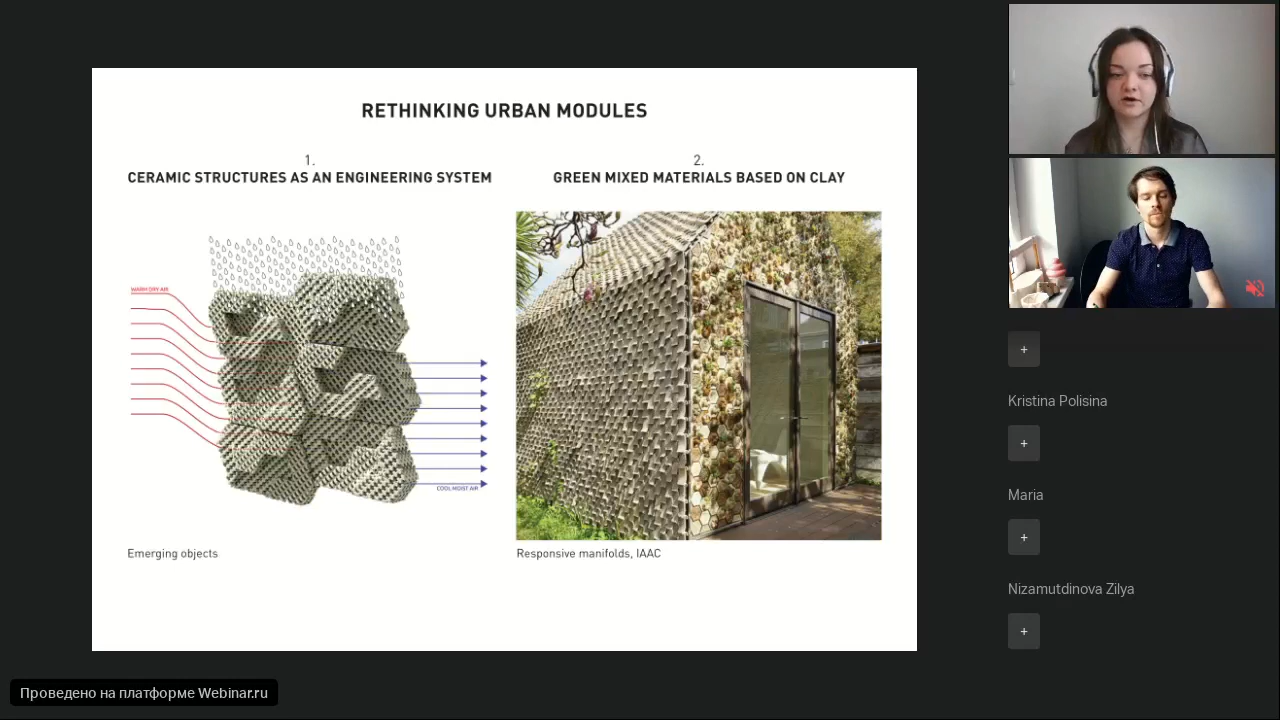 RETHINKING URBAN MODULES
1.
CERAMIC STRUCTURES AS AN ENGINEERING SYSTEM
2.
GREEN MIXED MATERIALS BASED ON CLAY
WARM DRY AIR
COOL MOIST AIR
Emerging objects
Responsive manifolds, IAAC
+
Kristina Polisina
+
Maria
+
Nizamutdinova Zilya
+
Проведено на платформе Webinar.ru